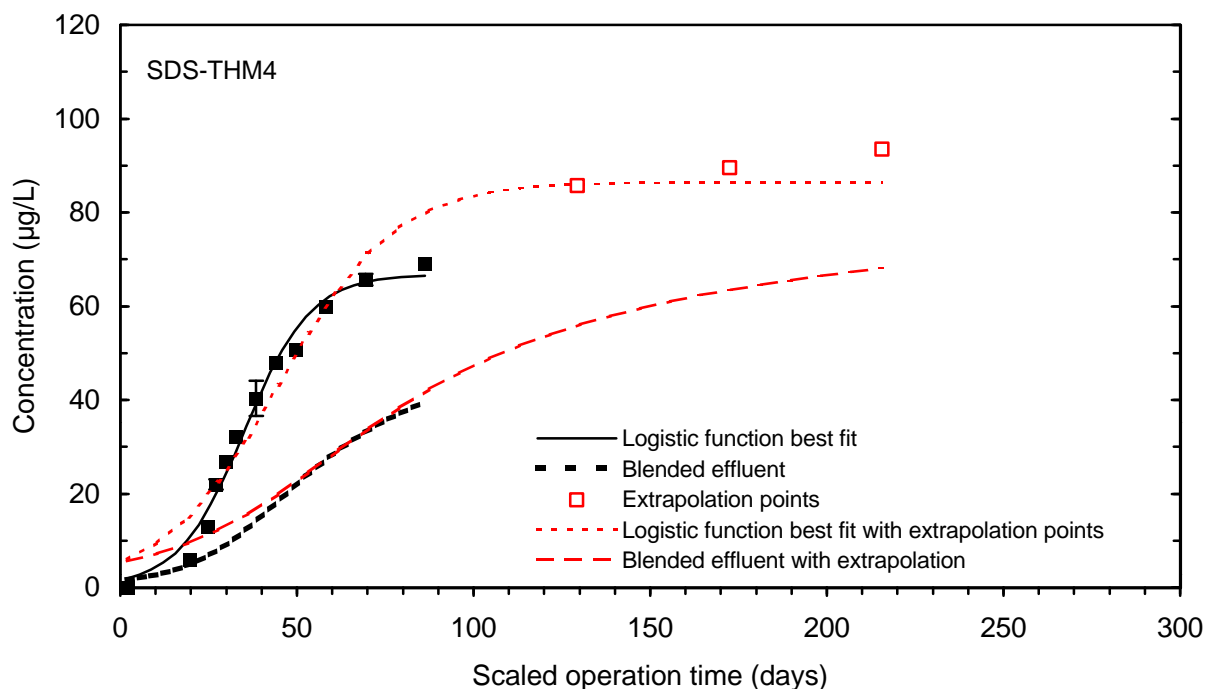 120
100
80
60
40
20
0
Concentration (µg/L)
SDS-THM4
Logistic function best fit
Blended effluent
Extrapolation points
Logistic function best fit with extrapolation points
Blended effluent with extrapolation
0 50 100 150 200 250 300
Scaled operation time (days)